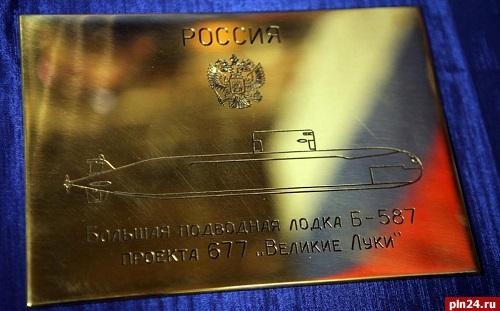 РОССИЯ
БОЛЬШАЯ ПОДВОДНАЯ ЛОДКА Б-587
ПРОЕКТА 677 „ВЕЛИКИЕ ЛУКИ"
pln24.ru